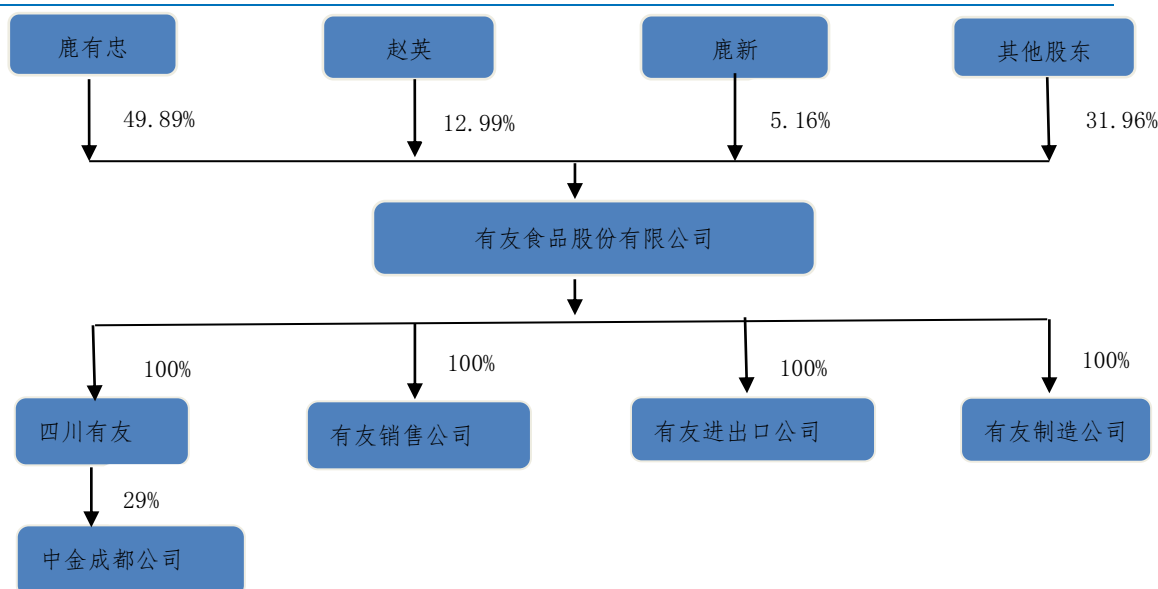 鹿有忠
赵英
鹿新
其他股东
49.89%
12.99%
5.16%
31.96%
有友食品股份有限公司
100%
100%
100%
100%
四川有友
有友销售公司
有友进出口公司
有友制造公司
29%
中金成都公司